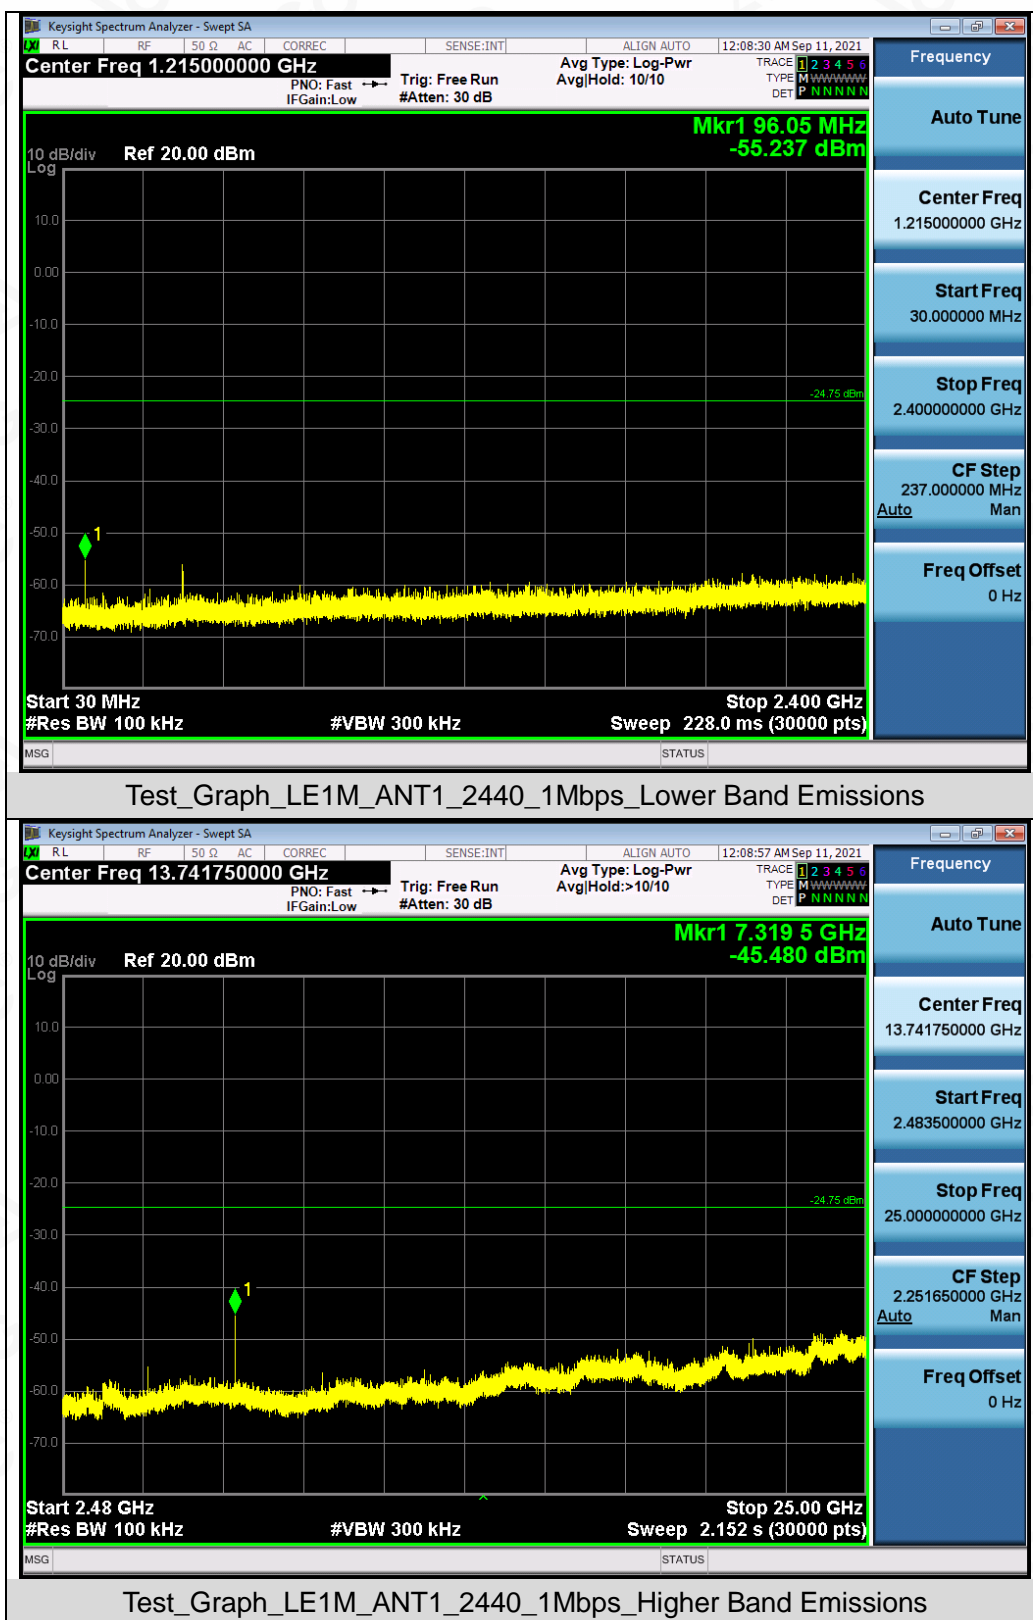 Keysight Spectrum Analyzer - Swept SA
LXI RL RF 50 Ω AC CORREC SENSE:INT ALIGN AUTO 12:08:30 AM Sep 11, 2021
Center Freq 1.215000000 GHz
PNO: Fast
IFGain:Low
Trig: Free Run
#Atten: 30 dB
Avg Type: Log-Pwr
Avg|Hold: 10/10
TRACE 1 2 3 4 5 6
TYPE M WWWWW
DET P N N N N N
Mkr1 96.05 MHz
-55.237 dBm
10 dB/div Ref 20.00 dBm
Log
10.0
0.00
-10.0
-20.0
-24.75 dBm
-30.0
-40.0
-50.0
1
-60.0
-70.0
Start 30 MHz Stop 2.400 GHz
#Res BW 100 kHz #VBW 300 kHz Sweep 228.0 ms (30000 pts)
MSG STATUS
Frequency
Auto Tune
Center Freq
1.215000000 GHz
Start Freq
30.000000 MHz
Stop Freq
2.400000000 GHz
CF Step
237.000000 MHz
Auto Man
Freq Offset
0 Hz
Test_Graph_LE1M_ANT1_2440_1Mbps_Lower Band Emissions
Keysight Spectrum Analyzer - Swept SA
LXI RL RF 50 Ω AC CORREC SENSE:INT ALIGN AUTO 12:08:57 AM Sep 11, 2021
Center Freq 13.741750000 GHz
PNO: Fast
IFGain:Low
Trig: Free Run
#Atten: 30 dB
Avg Type: Log-Pwr
Avg|Hold:>10/10
TRACE 1 2 3 4 5 6
TYPE M WWWWW
DET P N N N N N
Mkr1 7.319 5 GHz
-45.480 dBm
10 dB/div Ref 20.00 dBm
Log
10.0
0.00
-10.0
-20.0
-24.75 dBm
-30.0
-40.0
1
-50.0
-60.0
-70.0
Start 2.48 GHz Stop 25.00 GHz
#Res BW 100 kHz #VBW 300 kHz Sweep 2.152 s (30000 pts)
MSG STATUS
Frequency
Auto Tune
Center Freq
13.741750000 GHz
Start Freq
2.483500000 GHz
Stop Freq
25.000000000 GHz
CF Step
2.251650000 GHz
Auto Man
Freq Offset
0 Hz
Test_Graph_LE1M_ANT1_2440_1Mbps_Higher Band Emissions